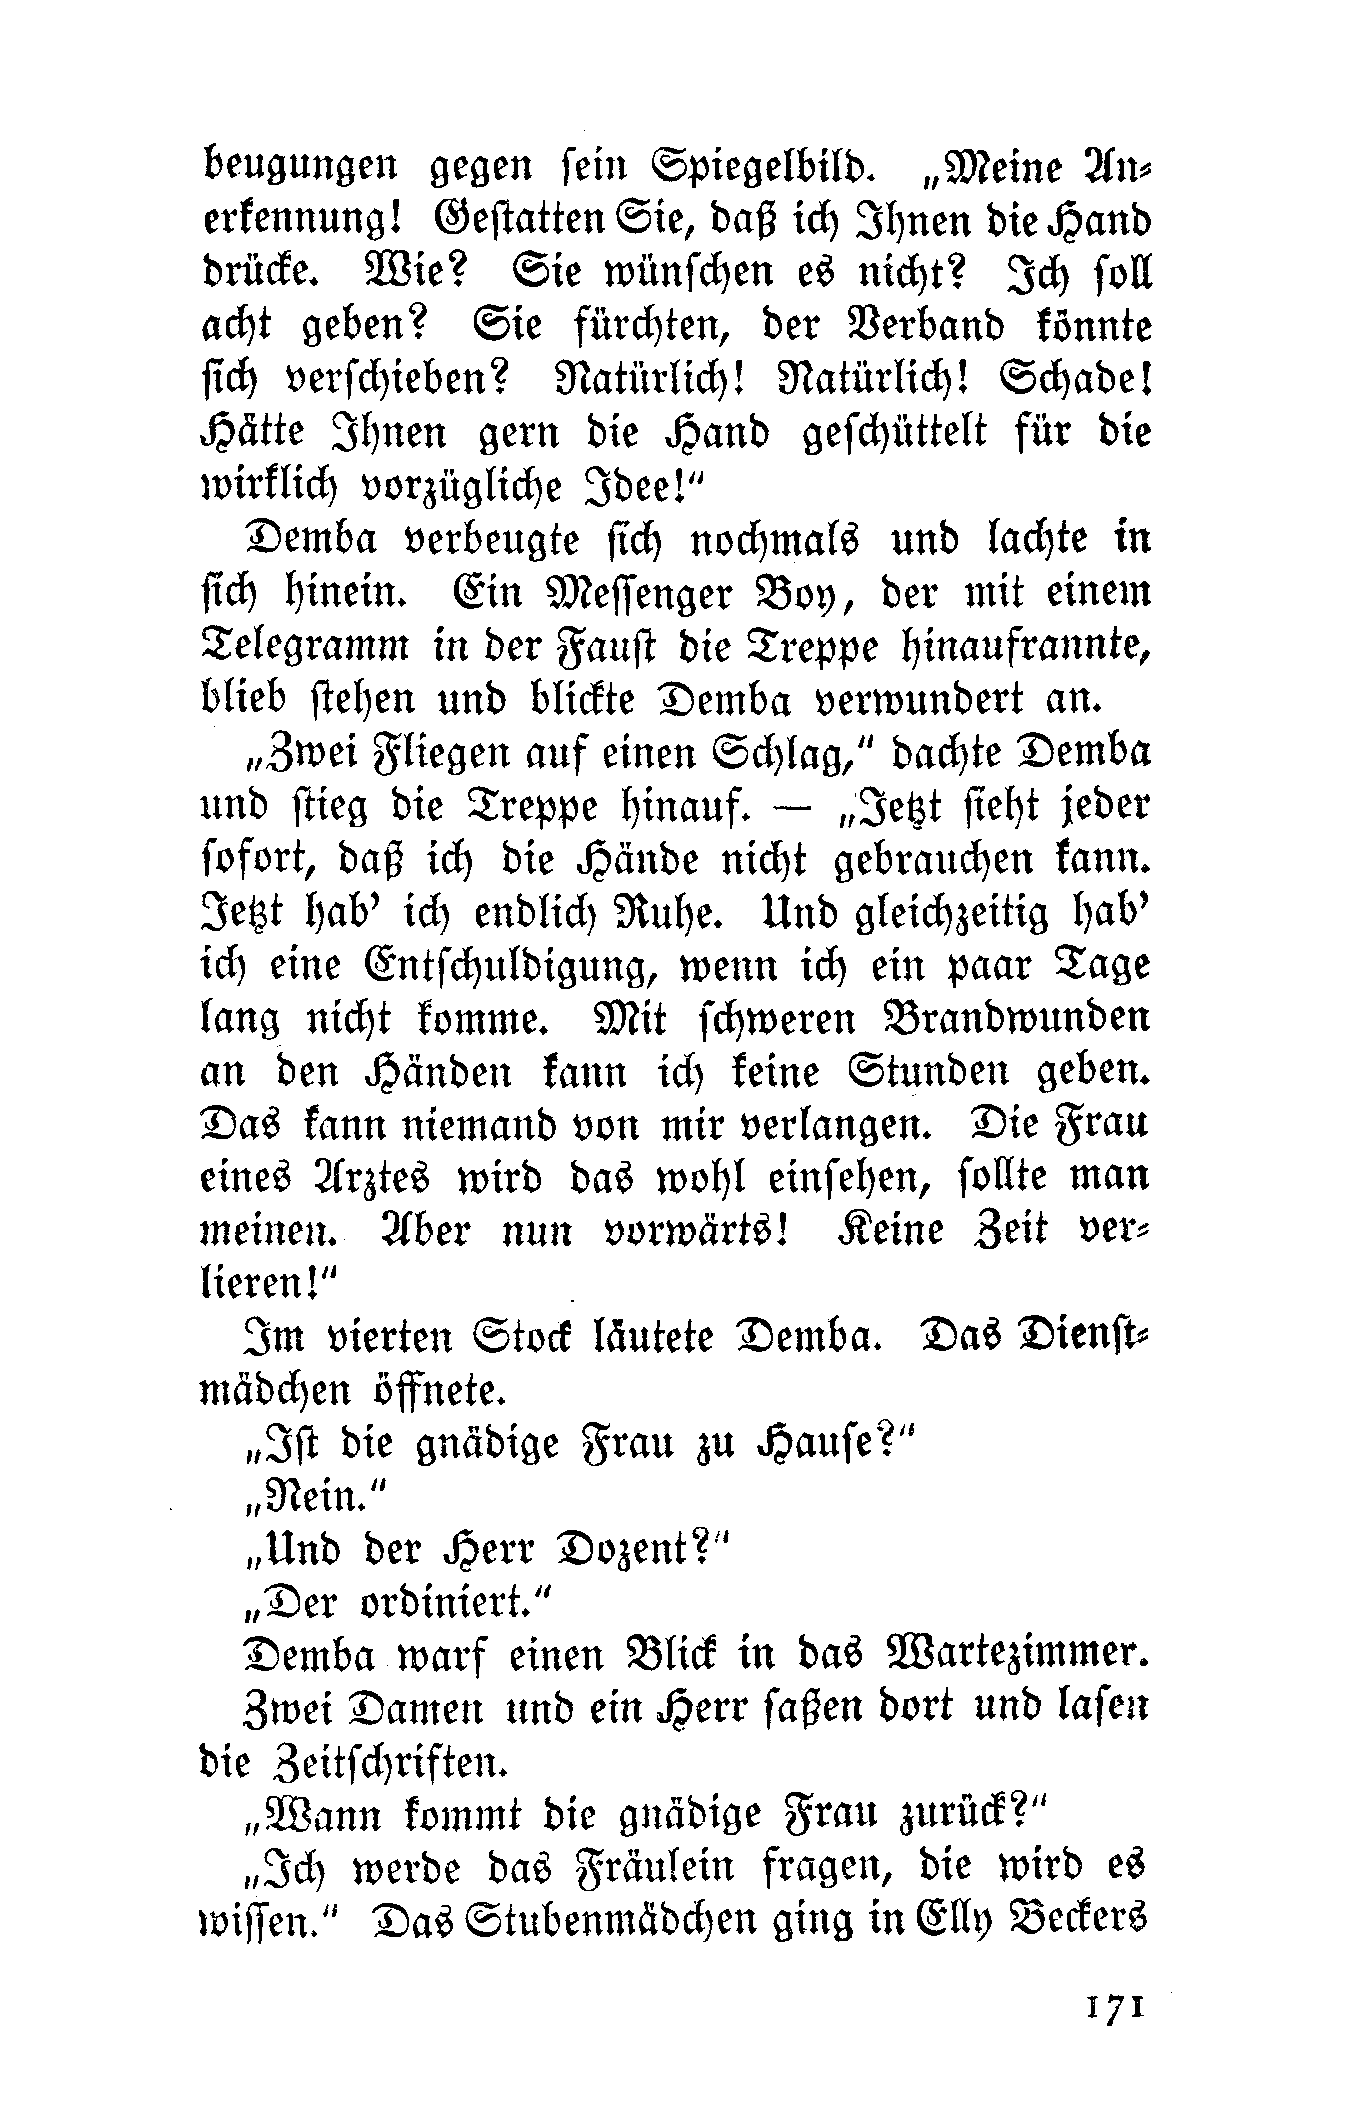 beugungen gegen sein Spiegelbild. „Meine An-
erkennung! Gestatten Sie, daß ich Ihnen die Hand
drücke. Wie? Sie wünschen es nicht? Ich soll
acht geben? Sie fürchten, der Verband könnte
sich verschieben? Natürlich! Natürlich! Schade!
Hätte Ihnen gern die Hand geschüttelt für die
wirklich vorzügliche Idee!“
Demba verbeugte sich nochmals und lachte in
sich hinein. Ein Messenger Boy, der mit einem
Telegramm in der Faust die Treppe hinaufrannte,
blieb stehen und blickte Demba verwundert an.
„Zwei Fliegen auf einen Schlag,“ dachte Demba
und stieg die Treppe hinauf. — „Jetzt sieht jeder
sofort, daß ich die Hände nicht gebrauchen kann.
Jetzt hab’ ich endlich Ruhe. Und gleichzeitig hab’
ich eine Entschuldigung, wenn ich ein paar Tage
lang nicht komme. Mit schweren Brandwunden
an den Händen kann ich keine Stunden geben.
Das kann niemand von mir verlangen. Die Frau
eines Arztes wird das wohl einsehen, sollte man
meinen. Aber nun vorwärts! Keine Zeit ver-
lieren!“
Im vierten Stock läutete Demba. Das Dienst-
mädchen öffnete.
„Ist die gnädige Frau zu Hause?“
„Nein.“
„Und der Herr Dozent?“
„Der ordiniert.“
Demba warf einen Blick in das Wartezimmer.
Zwei Damen und ein Herr saßen dort und lasen
die Zeitschriften.
„Wann kommt die gnädige Frau zurück?“
„Ich werde das Fräulein fragen, die wird es
wissen.“ Das Stubenmädchen ging in Elly Beckers
171